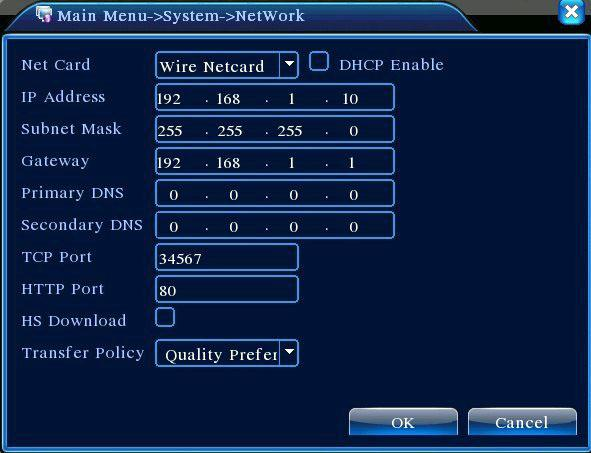 Main Menu->System->NetWork
Net Card Wire Netcard DHCP Enable
IP Address 192 . 168 . 1 . 10
Subnet Mask 255 . 255 . 255 . 0
Gateway 192 . 168 . 1 . 1
Primary DNS 0 . 0 . 0 . 0
Secondary DNS 0 . 0 . 0 . 0
TCP Port 34567
HTTP Port 80
HS Download
Transfer Policy Quality Prefer
OK Cancel